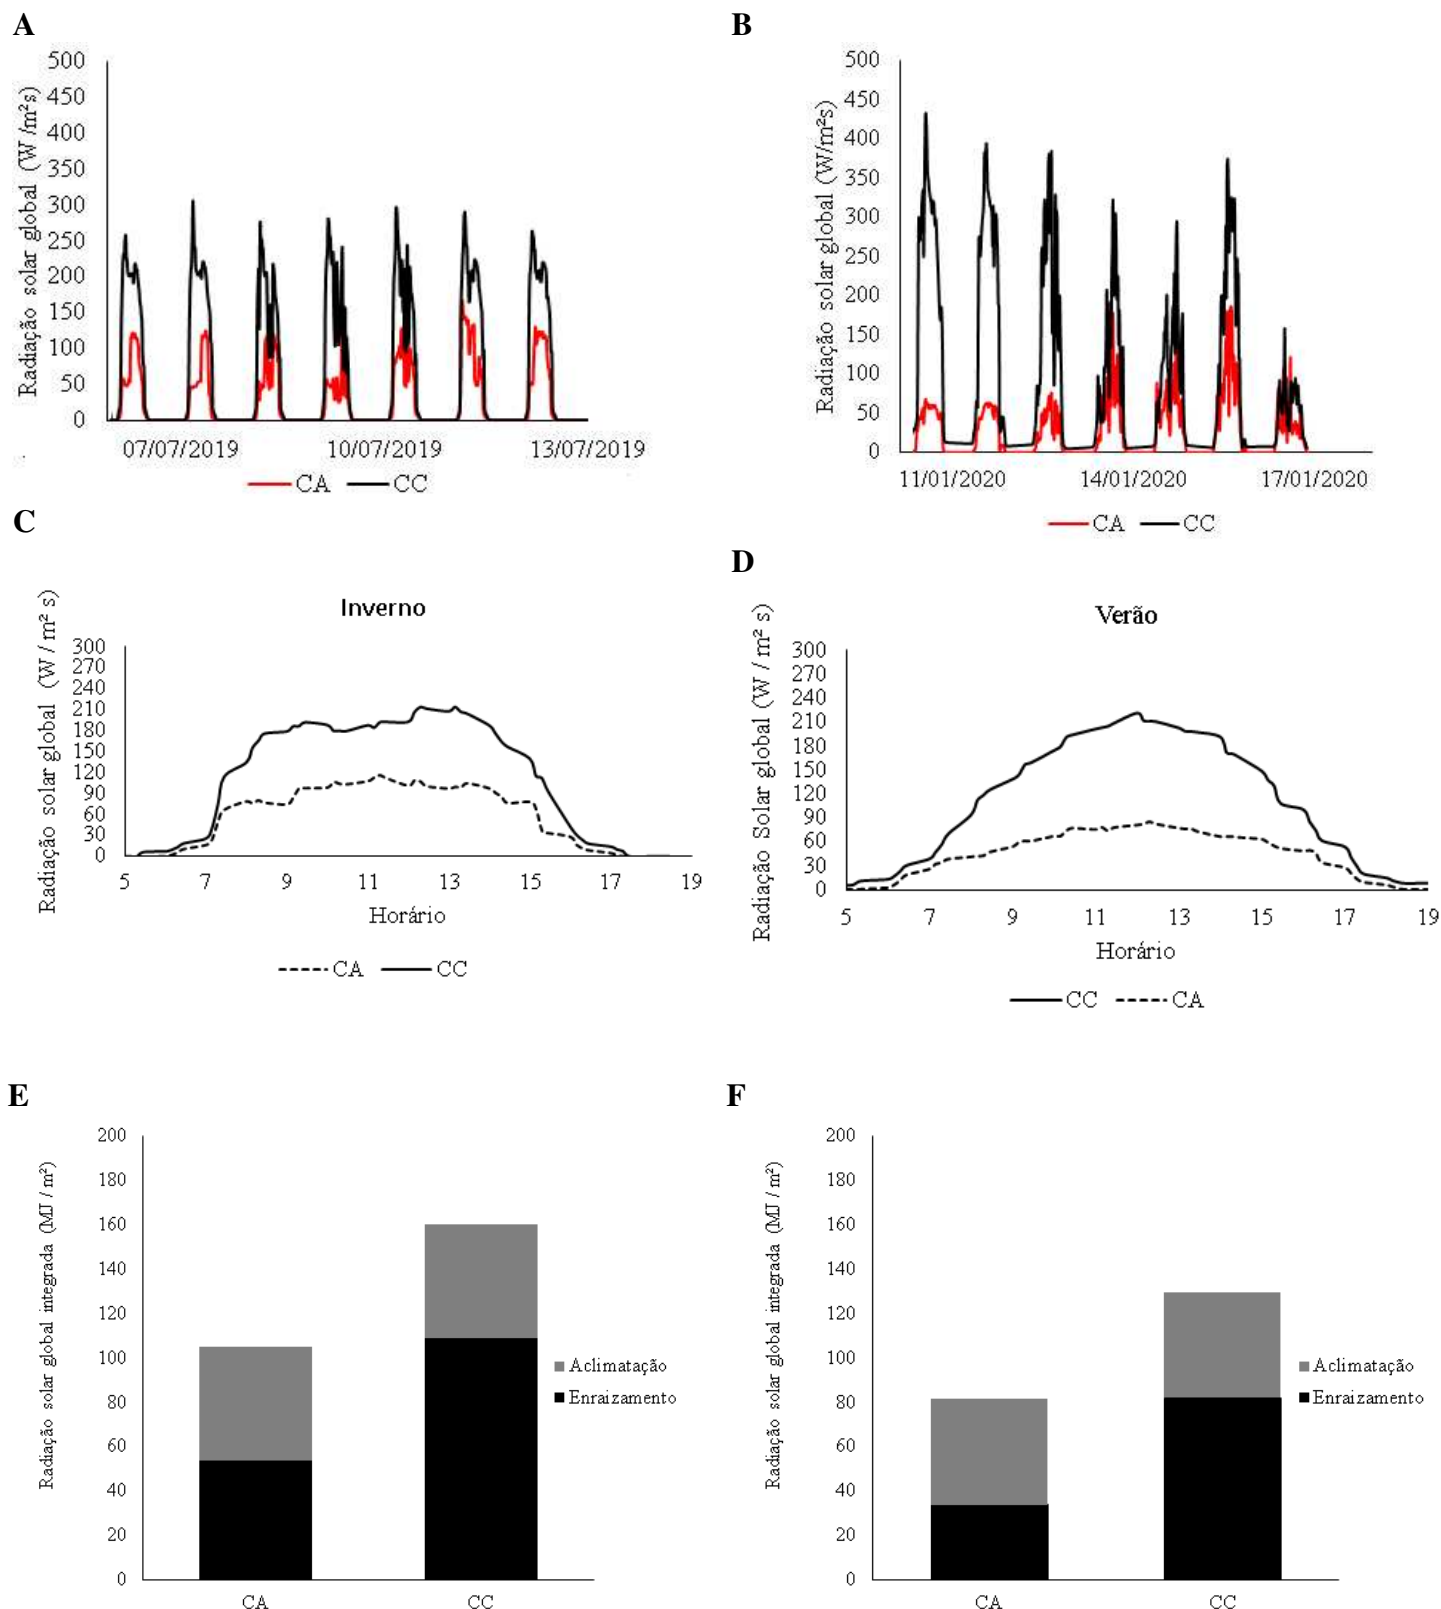 A
Radiação solar global (W /m²s)
500
450
400
350
300
250
200
150
100
50
0
07/07/2019 10/07/2019 13/07/2019
CA CC
B
Radiação solar global (W/m²s)
500
450
400
350
300
250
200
150
100
50
0
11/01/2020 14/01/2020 17/01/2020
CA CC
C
Inverno
Radiação solar global (W / m² s)
300
270
240
210
180
150
120
90
60
30
0
5 7 9 11 13 15 17 19
Horário
CA CC
D
Verão
Radiação Solar global (W / m² s)
300
270
240
210
180
150
120
90
60
30
0
5 7 9 11 13 15 17 19
Horário
CC CA
E
Radiação solar global integrada (MJ / m²)
200
180
160
140
120
100
80
60
40
20
0
CA CC
Aclimatação
Enraizamento
F
Radiação solar global integrada (MJ / m²)
200
180
160
140
120
100
80
60
40
20
0
CA CC
Aclimatação
Enraizamento